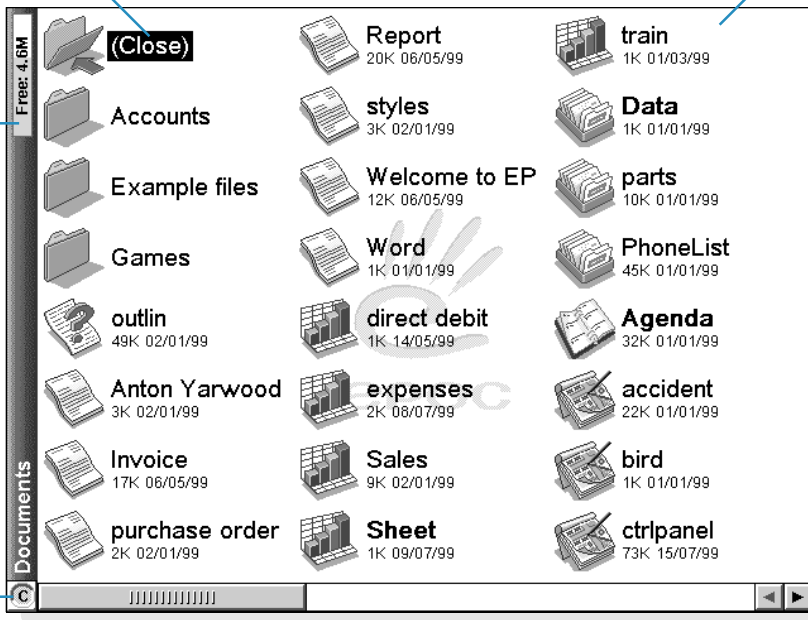 Free: 4.6M
Documents
(Close)
Accounts
Example files
Games
outlin
49K 02/01/99
Anton Yarwood
3K 02/01/99
Invoice
17K 06/05/99
purchase order
2K 02/01/99
Report
20K 06/05/99
styles
3K 02/01/99
Welcome to EP
12K 06/05/99
Word
1K 01/01/99
direct debit
1K 14/05/99
expenses
2K 08/07/99
Sales
9K 02/01/99
Sheet
1K 09/07/99
train
1K 01/03/99
Data
1K 01/01/99
parts
10K 01/01/99
PhoneList
45K 01/01/99
Agenda
32K 01/01/99
accident
22K 01/01/99
bird
1K 01/01/99
ctrlpanel
73K 15/07/99
epoc
C